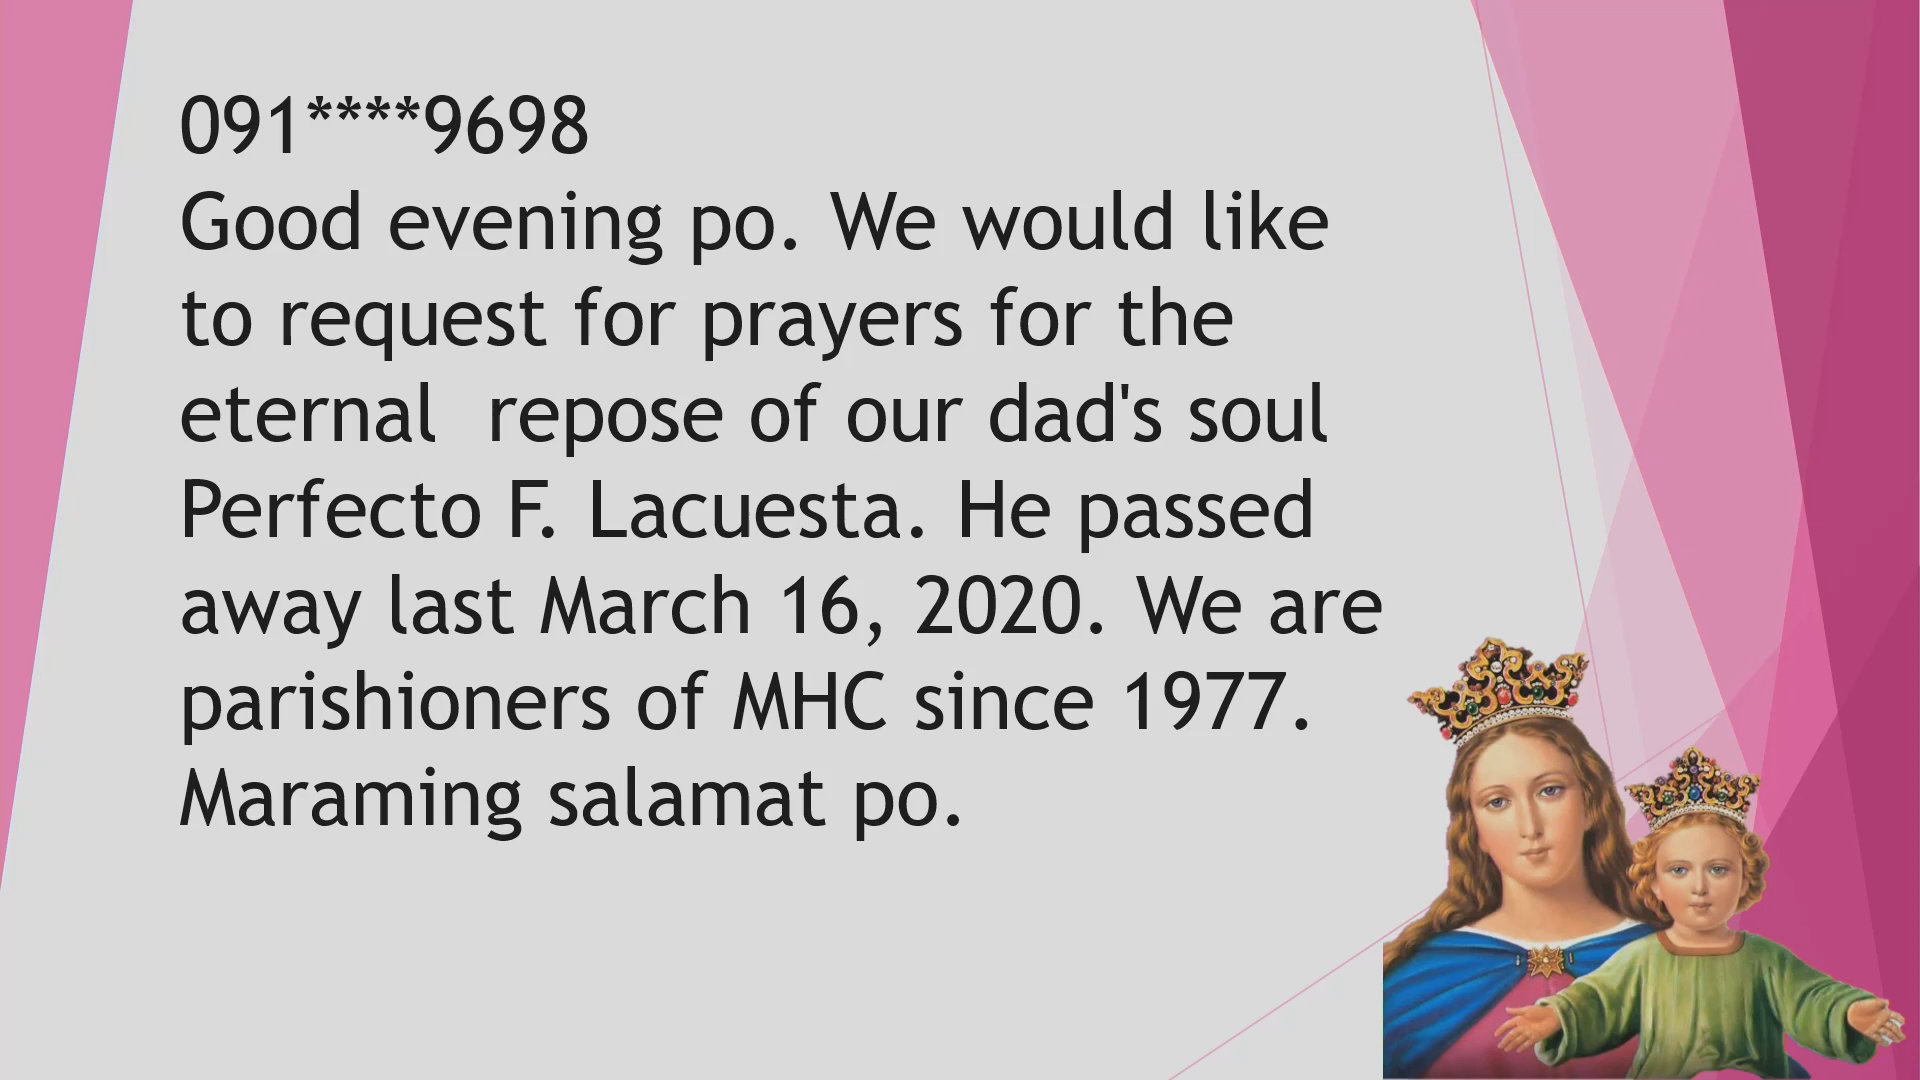 091****9698
Good evening po. We would like
to request for prayers for the
eternal  repose of our dad's soul
Perfecto F. Lacuesta. He passed
away last March 16, 2020. We are
parishioners of MHC since 1977.
Maraming salamat po.